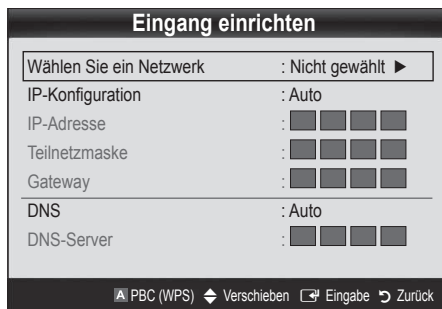 Eingang einrichten
Wählen Sie ein Netzwerk : Nicht gewählt ►
IP-Konfiguration : Auto
IP-Adresse :
Teilnetzmaske :
Gateway :
DNS : Auto
DNS-Server :
A PBC (WPS) Verschieben Eingabe Zurück